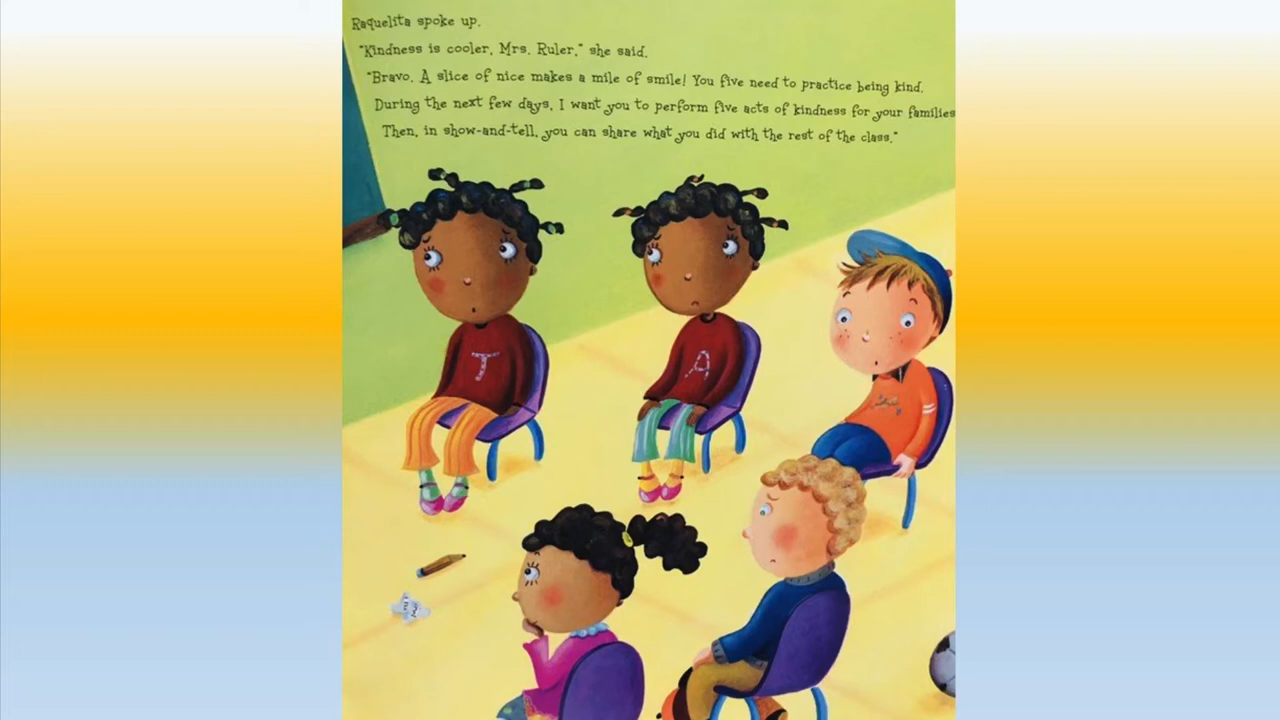 Raquelita spoke up.
"Kindness is cooler, Mrs. Ruler," she said.
"Bravo. A slice of nice makes a mile of smile! You five need to practice being kind.
During the next few days, I want you to perform five acts of kindness for your families
Then, in show-and-tell, you can share what you did with the rest of the class."
J
A